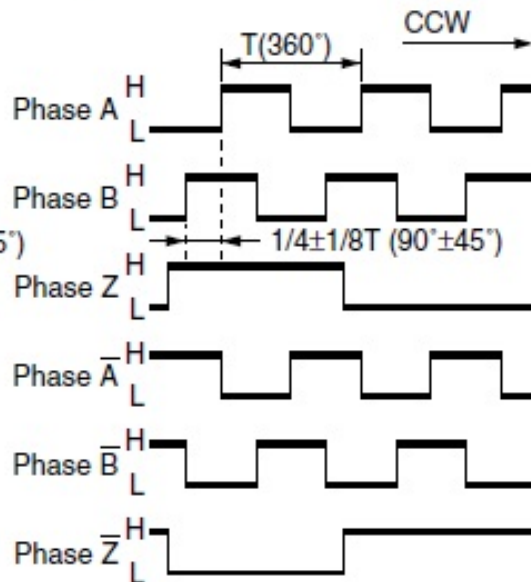 CCW
T(360°)
H
Phase A
L
H
Phase B
L
5°)
1/4±1/8T (90°±45°)
H
Phase Z
L
H
Phase A̅
L
H
Phase B̅
L
H
Phase Z̅
L